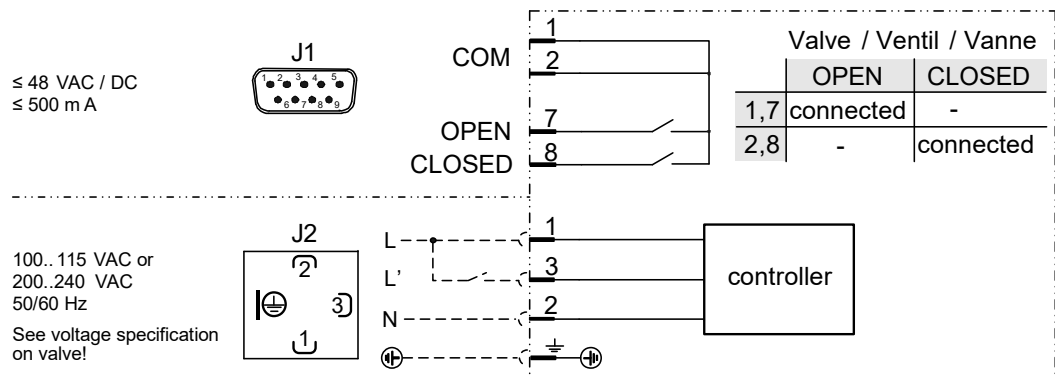 ≤ 48 VAC / DC
≤ 500 m A
J1
1 2 3 4 5
6 7 8 9
COM
1
2
OPEN
7
CLOSED
8
Valve / Ventil / Vanne
OPEN CLOSED
1,7 connected -
2,8 - connected
100..115 VAC or
200..240 VAC
50/60 Hz
See voltage specification
on valve!
J2
2
3
1
L
1
L'
3
N
2
controller